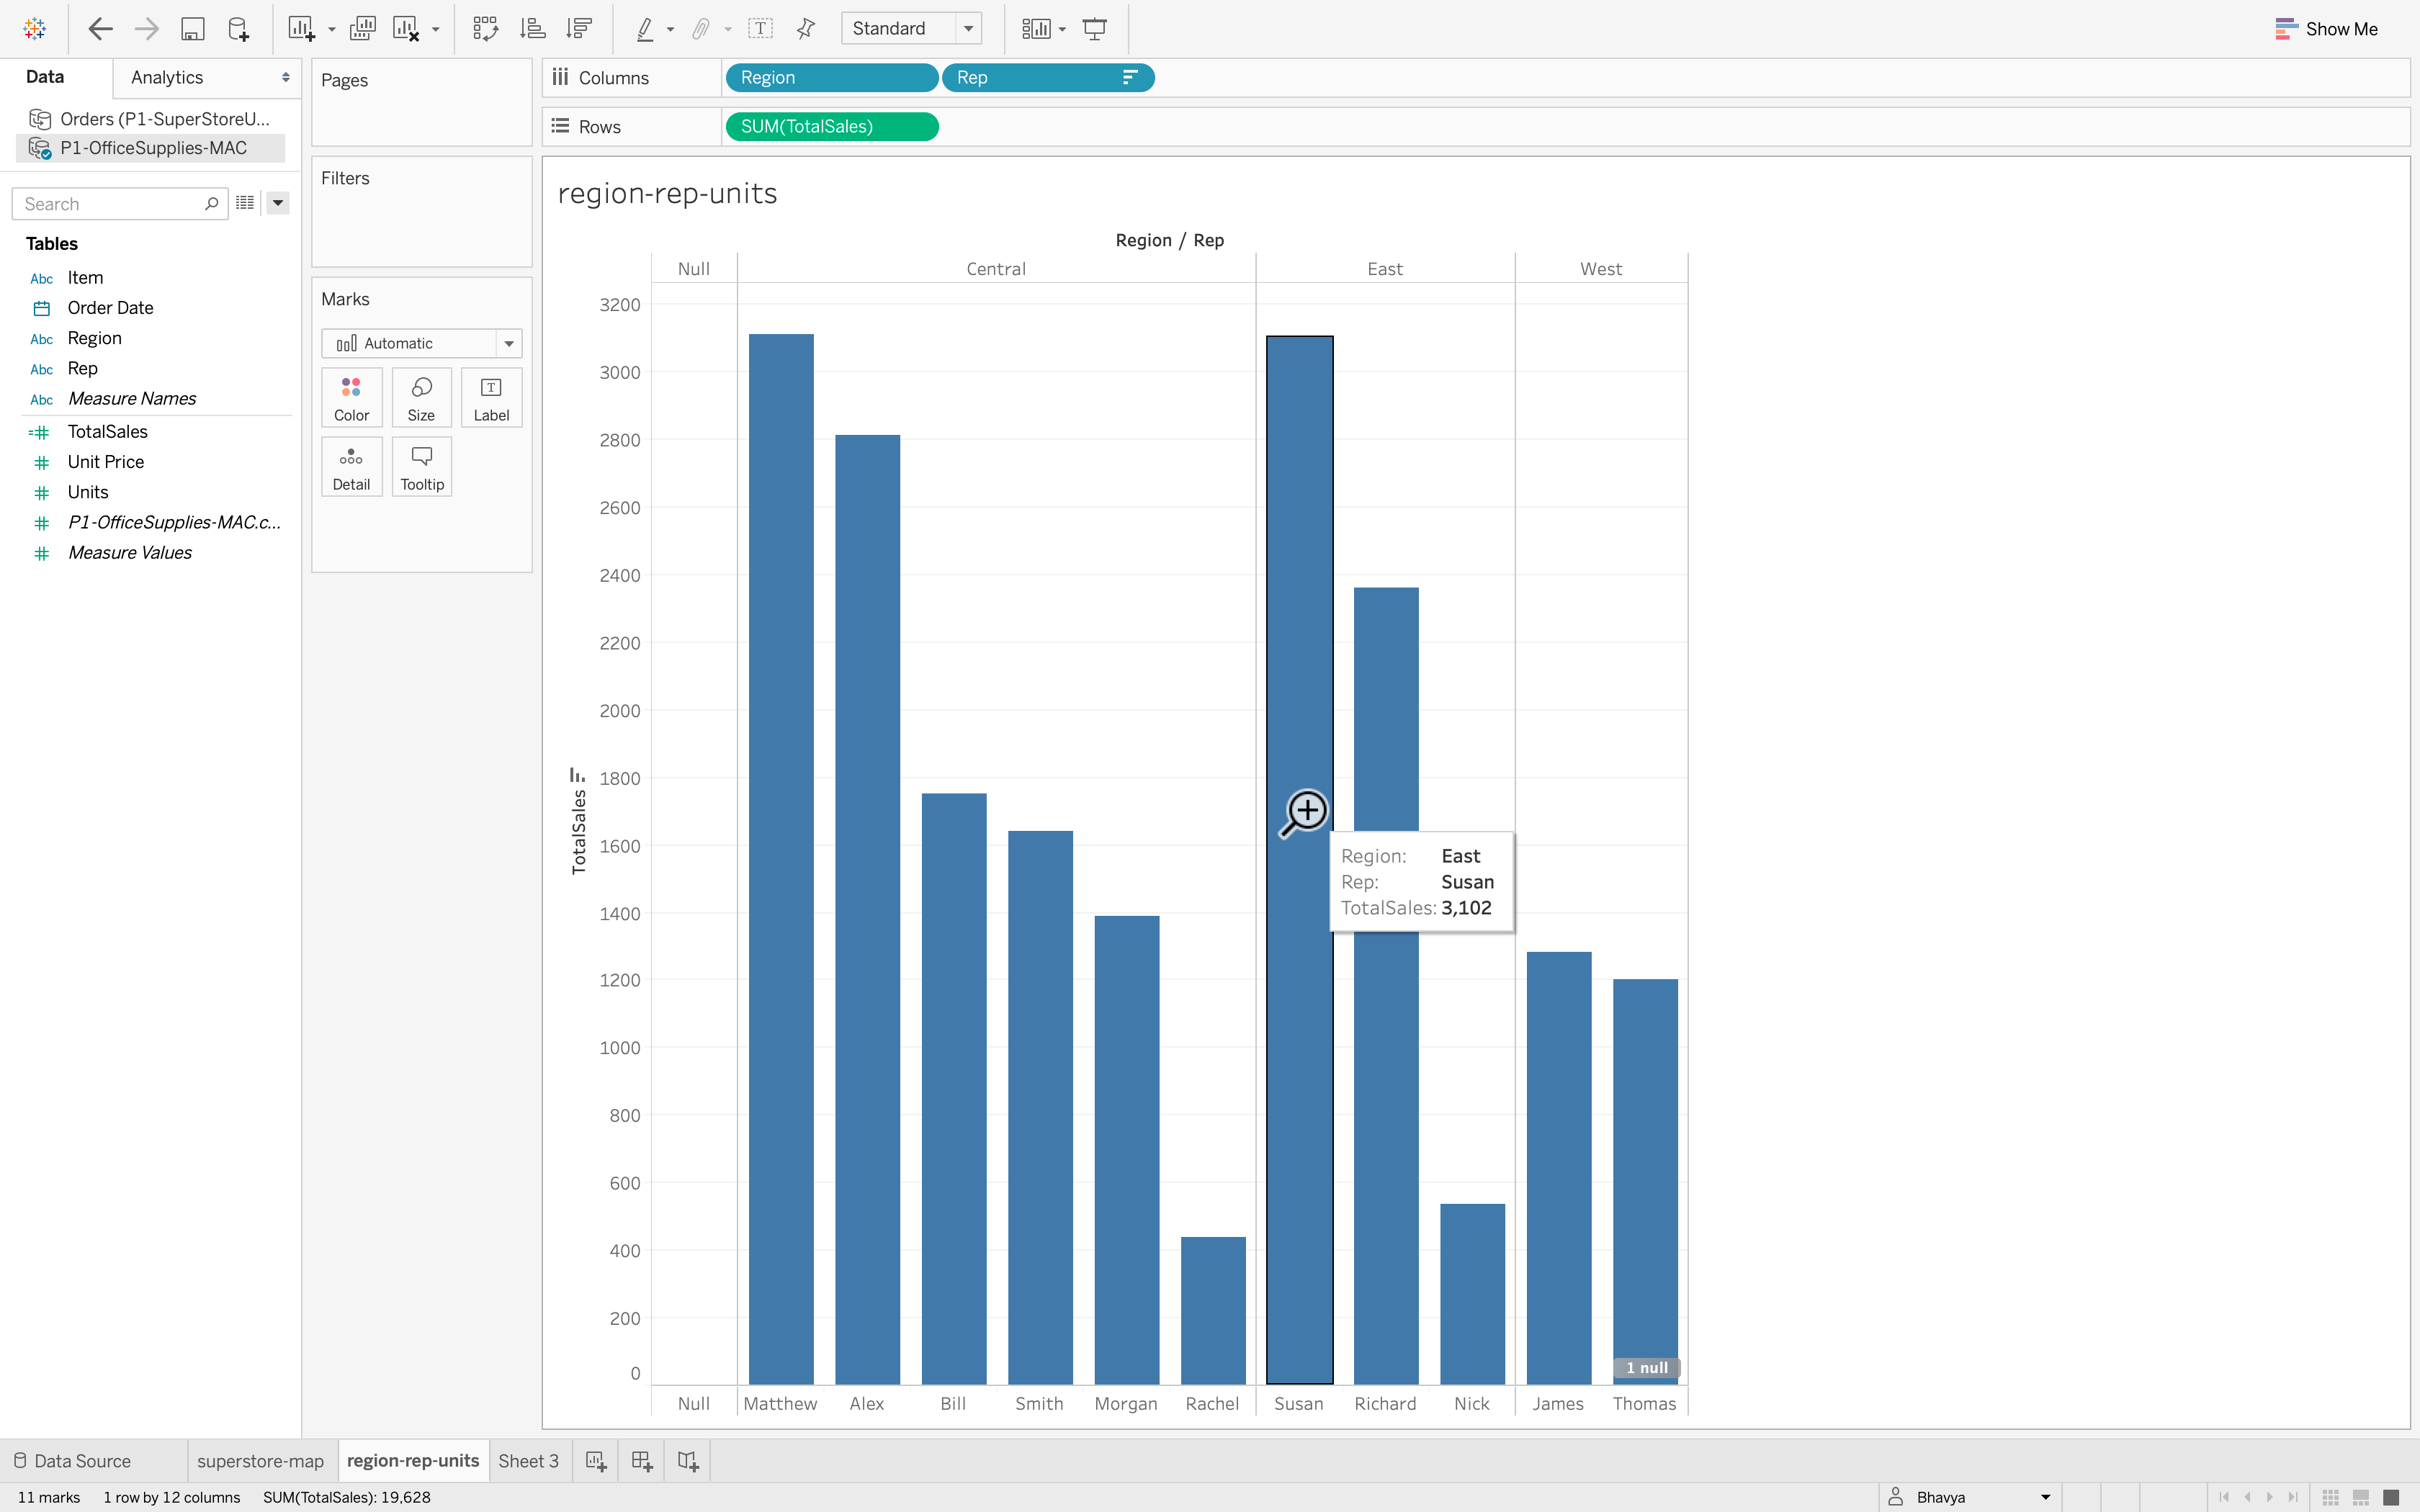 Standard
Show Me
Data
Analytics
Orders (P1-SuperStoreU...
P1-OfficeSupplies-MAC
Search
Tables
Abc Item
Order Date
Abc Region
Abc Rep
Abc Measure Names
TotalSales
Unit Price
Units
P1-OfficeSupplies-MAC.c...
Measure Values
Pages
Filters
Marks
Automatic
Color Size Label
Detail Tooltip
Columns Region Rep
Rows SUM(TotalSales)
region-rep-units
Region / Rep
Null Central East West
3200
3000
2800
2600
2400
2200
2000
1800
1600
1400
1200
1000
800
600
400
200
0
TotalSales
Region: East
Rep: Susan
TotalSales: 3,102
1 null
Null Matthew Alex Bill Smith Morgan Rachel Susan Richard Nick James Thomas
Data Source superstore-map region-rep-units Sheet 3
11 marks 1 row by 12 columns SUM(TotalSales): 19,628 Bhavya